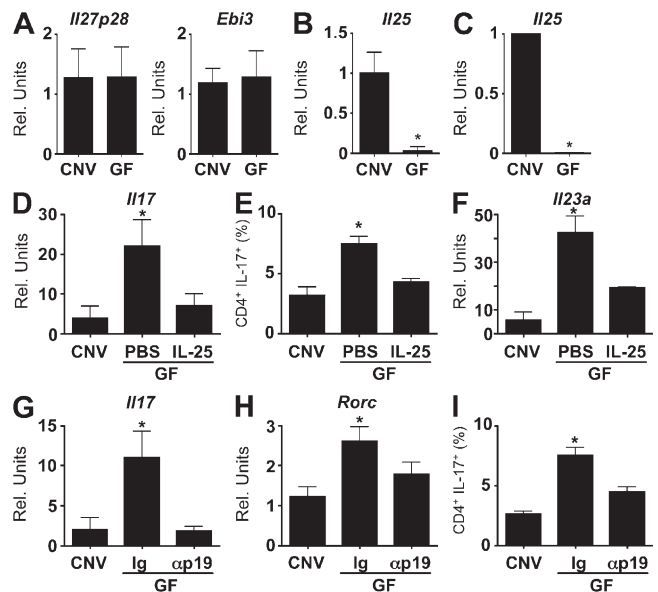 A Il27p28 Ebi3 B Il25 C Il25
Rel. Units 2 1 0 CNV GF
Rel. Units 2 1 0 CNV GF
Rel. Units 1.5 1 0.5 0 * CNV GF
Rel. Units 1 0.5 0 * CNV GF
D Il17 E F Il23a
Rel. Units 30 20 10 0 * CNV PBS IL-25 GF
CD4⁺ IL-17⁺ (%) 10 5 0 * CNV PBS IL-25 GF
Rel. Units 50 30 10 0 * CNV PBS IL-25 GF
G Il17 H Rorc I
Rel. Units 15 10 5 0 * CNV Ig αp19 GF
Rel. Units 4 3 2 1 0 * CNV Ig αp19 GF
CD4⁺ IL-17⁺ (%) 10 5 0 * CNV Ig αp19 GF